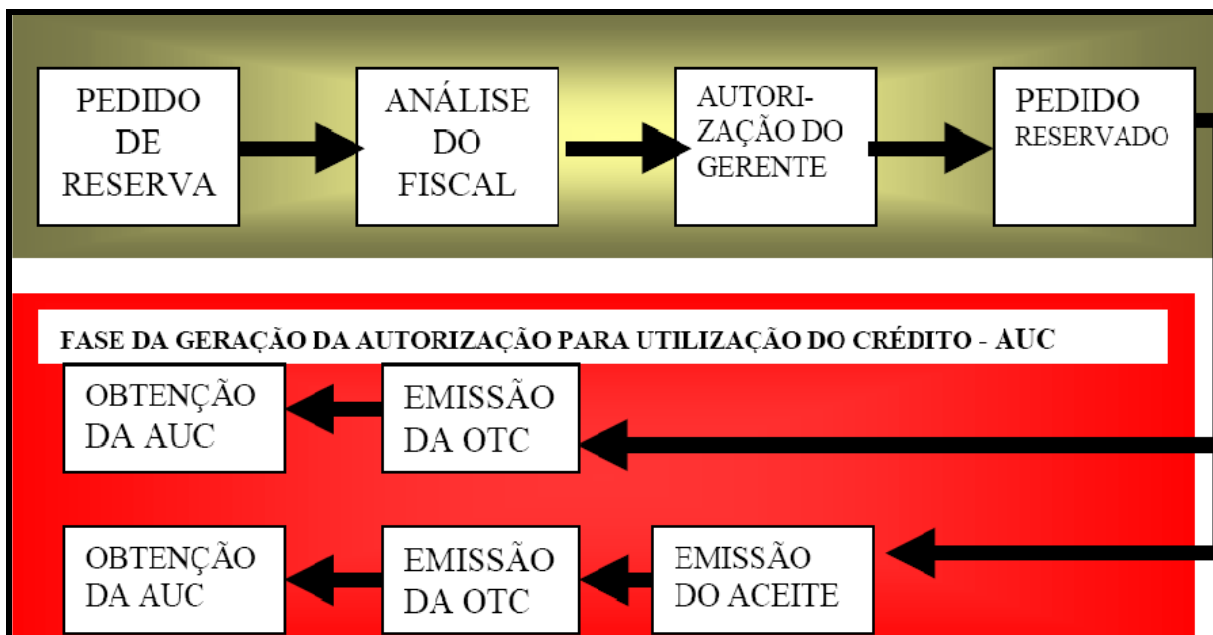 PEDIDO
DE
RESERVA
ANÁLISE
DO
FISCAL
AUTORI-
ZAÇÃO DO
GERENTE
PEDIDO
RESERVADO
FASE DA GERAÇÃO DA AUTORIZAÇÃO PARA UTILIZAÇÃO DO CRÉDITO - AUC
OBTENÇÃO
DA AUC
EMISSÃO
DA OTC
OBTENÇÃO
DA AUC
EMISSÃO
DA OTC
EMISSÃO
DO ACEITE